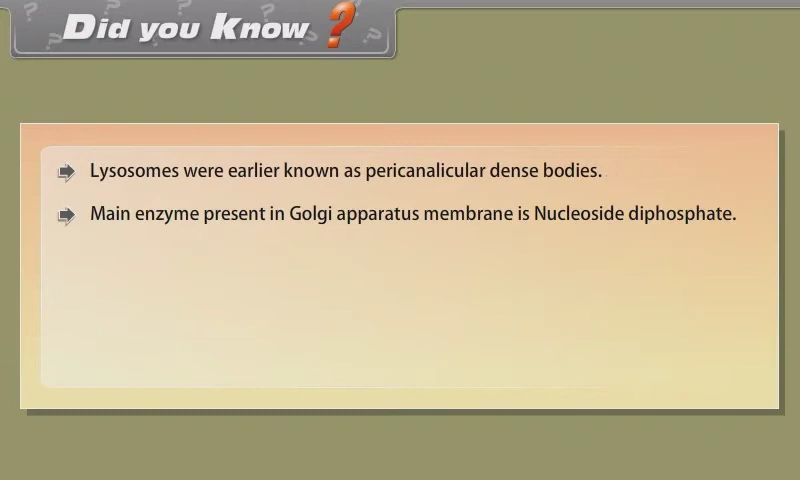 Did you Know ?
Lysosomes were earlier known as pericanalicular dense bodies.
Main enzyme present in Golgi apparatus membrane is Nucleoside diphosphate.